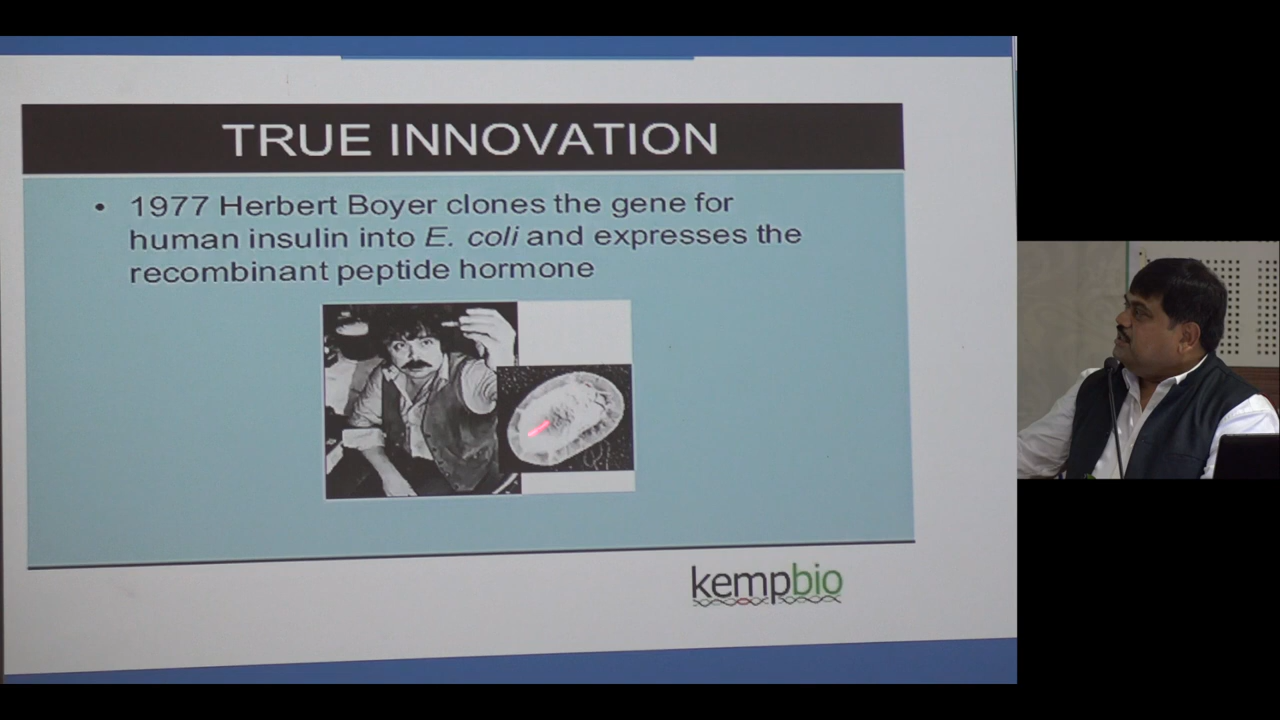 TRUE INNOVATION
• 1977 Herbert Boyer clones the gene for
human insulin into E. coli and expresses the
recombinant peptide hormone
kempbio